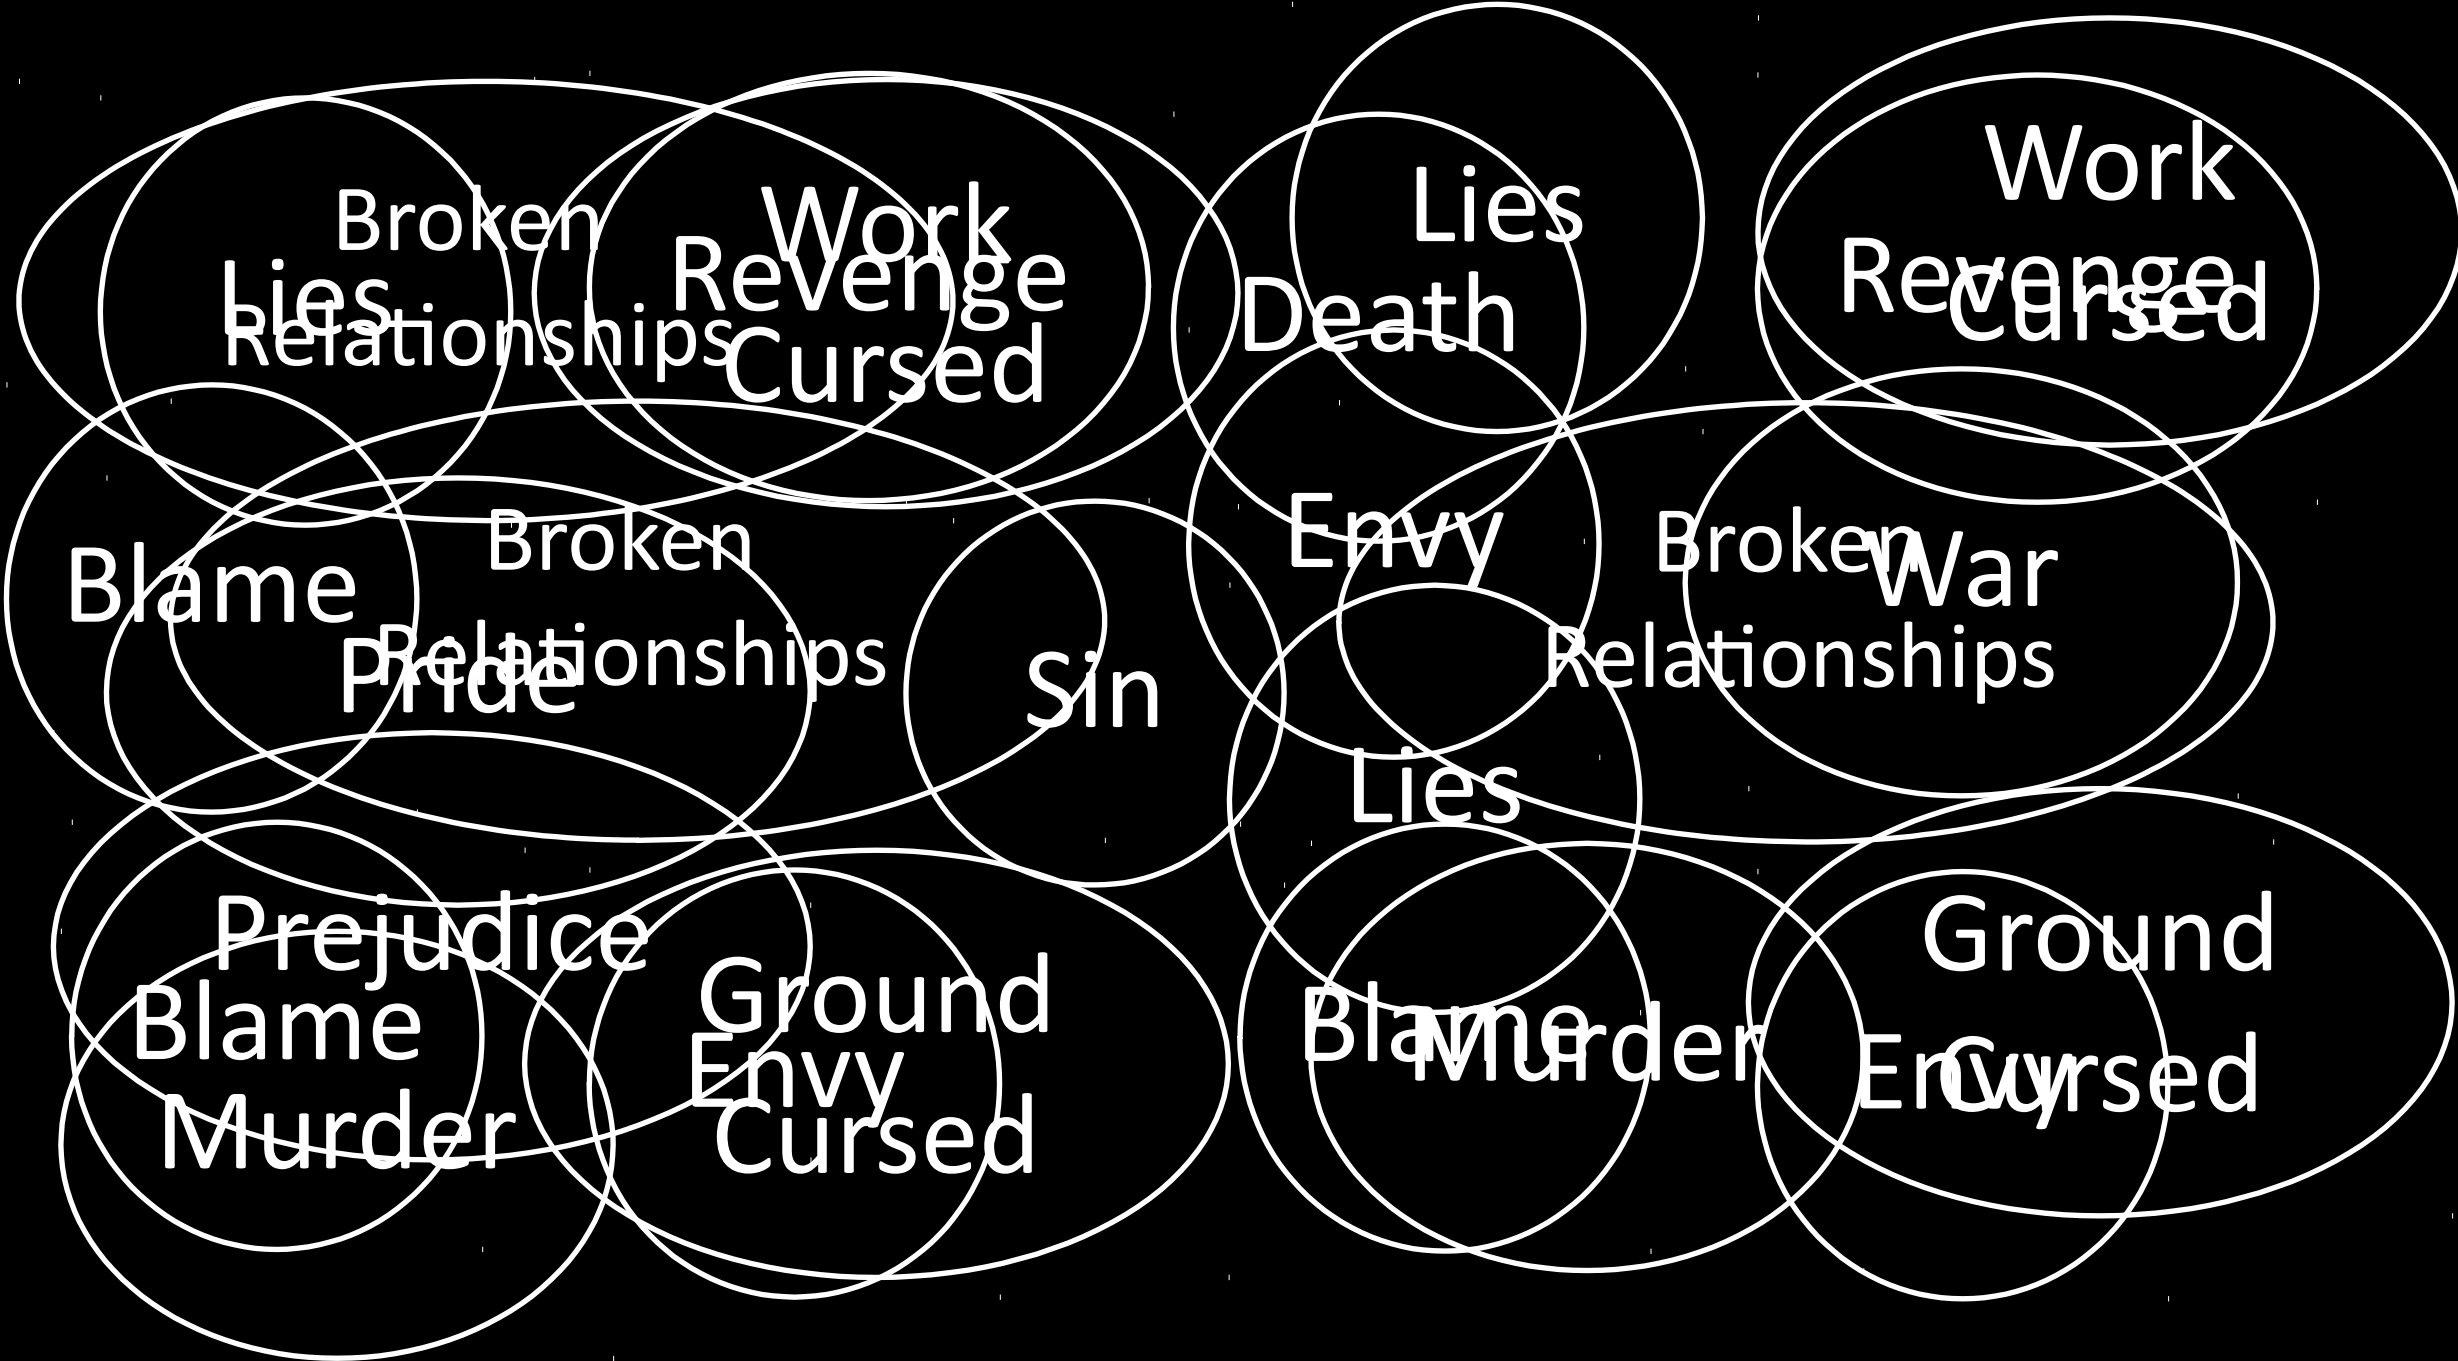 Broken
Relationships
Lies
Work
Revenge
Cursed
Lies
Death
Work
Revenge
Cursed
Blame
Broken
Relationships
Pride
Sin
Envy
Lies
Broken
Relationships
War
Prejudice
Blame
Murder
Ground
Envy
Cursed
Blame
Murder
Ground
Cursed
Envy